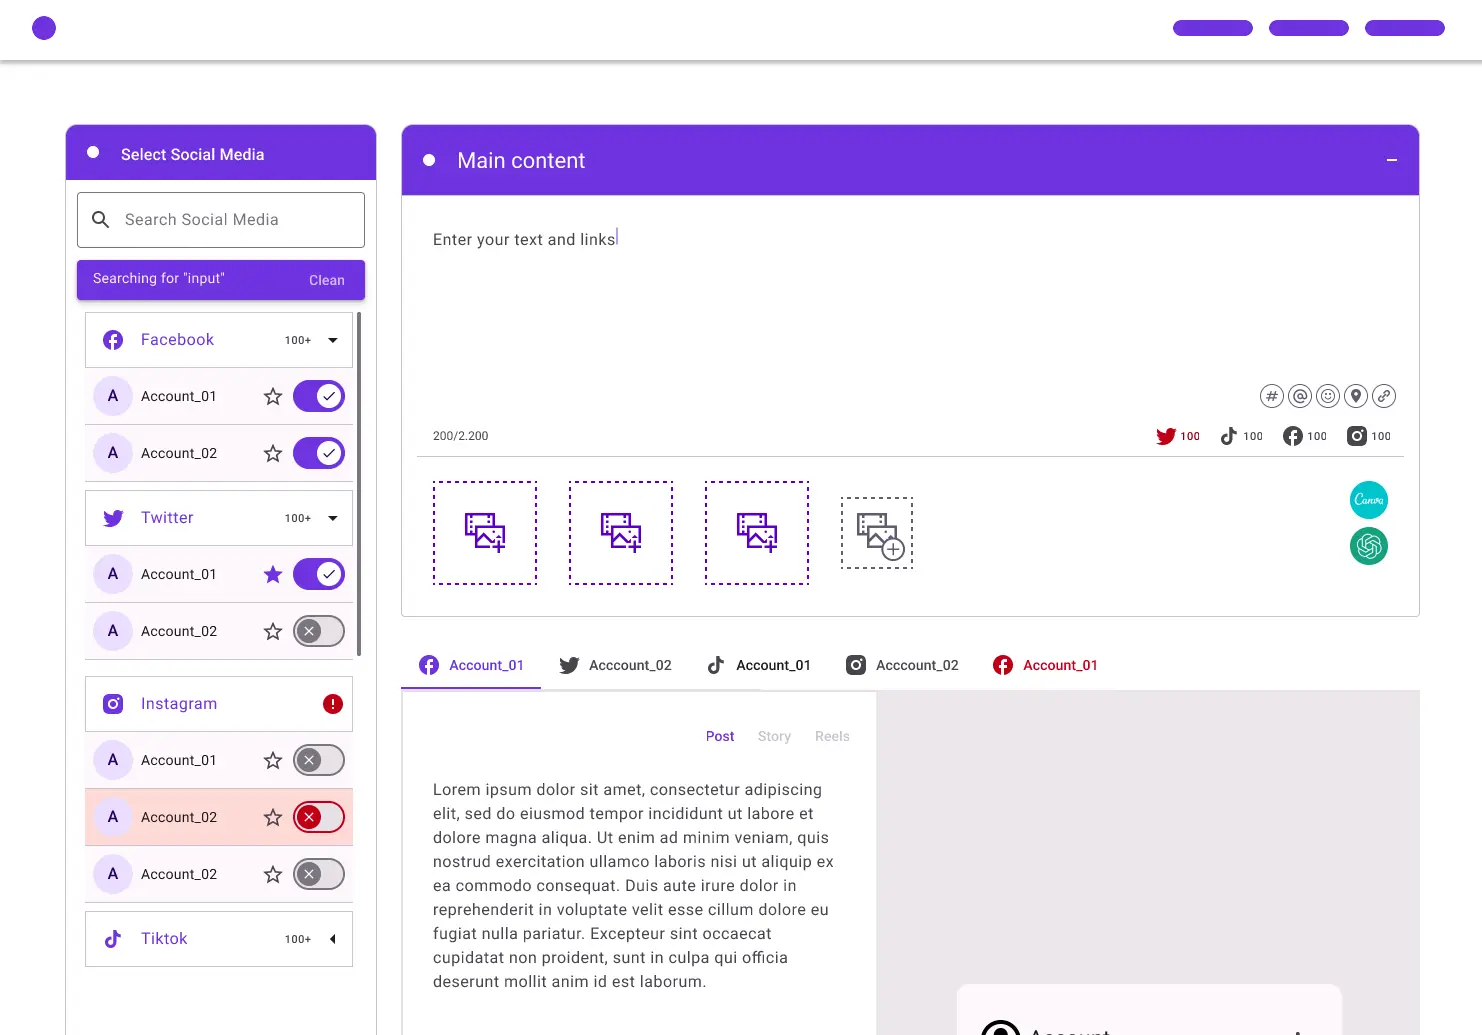 Select Social Media
Search Social Media
Searching for "input" Clean
Facebook 100+
A Account_01
A Account_02
Twitter 100+
A Account_01
A Account_02
Instagram
A Account_01
A Account_02
A Account_02
Tiktok 100+
Main content
Enter your text and links
200/2.200 100 100 100 100
Canva
Account_01 Acccount_02 Account_01 Acccount_02 Account_01
Post Story Reels
Lorem ipsum dolor sit amet, consectetur adipiscing
elit, sed do eiusmod tempor incididunt ut labore et
dolore magna aliqua. Ut enim ad minim veniam, quis
nostrud exercitation ullamco laboris nisi ut aliquip ex
ea commodo consequat. Duis aute irure dolor in
reprehenderit in voluptate velit esse cillum dolore eu
fugiat nulla pariatur. Excepteur sint occaecat
cupidatat non proident, sunt in culpa qui officia
deserunt mollit anim id est laborum.
Account